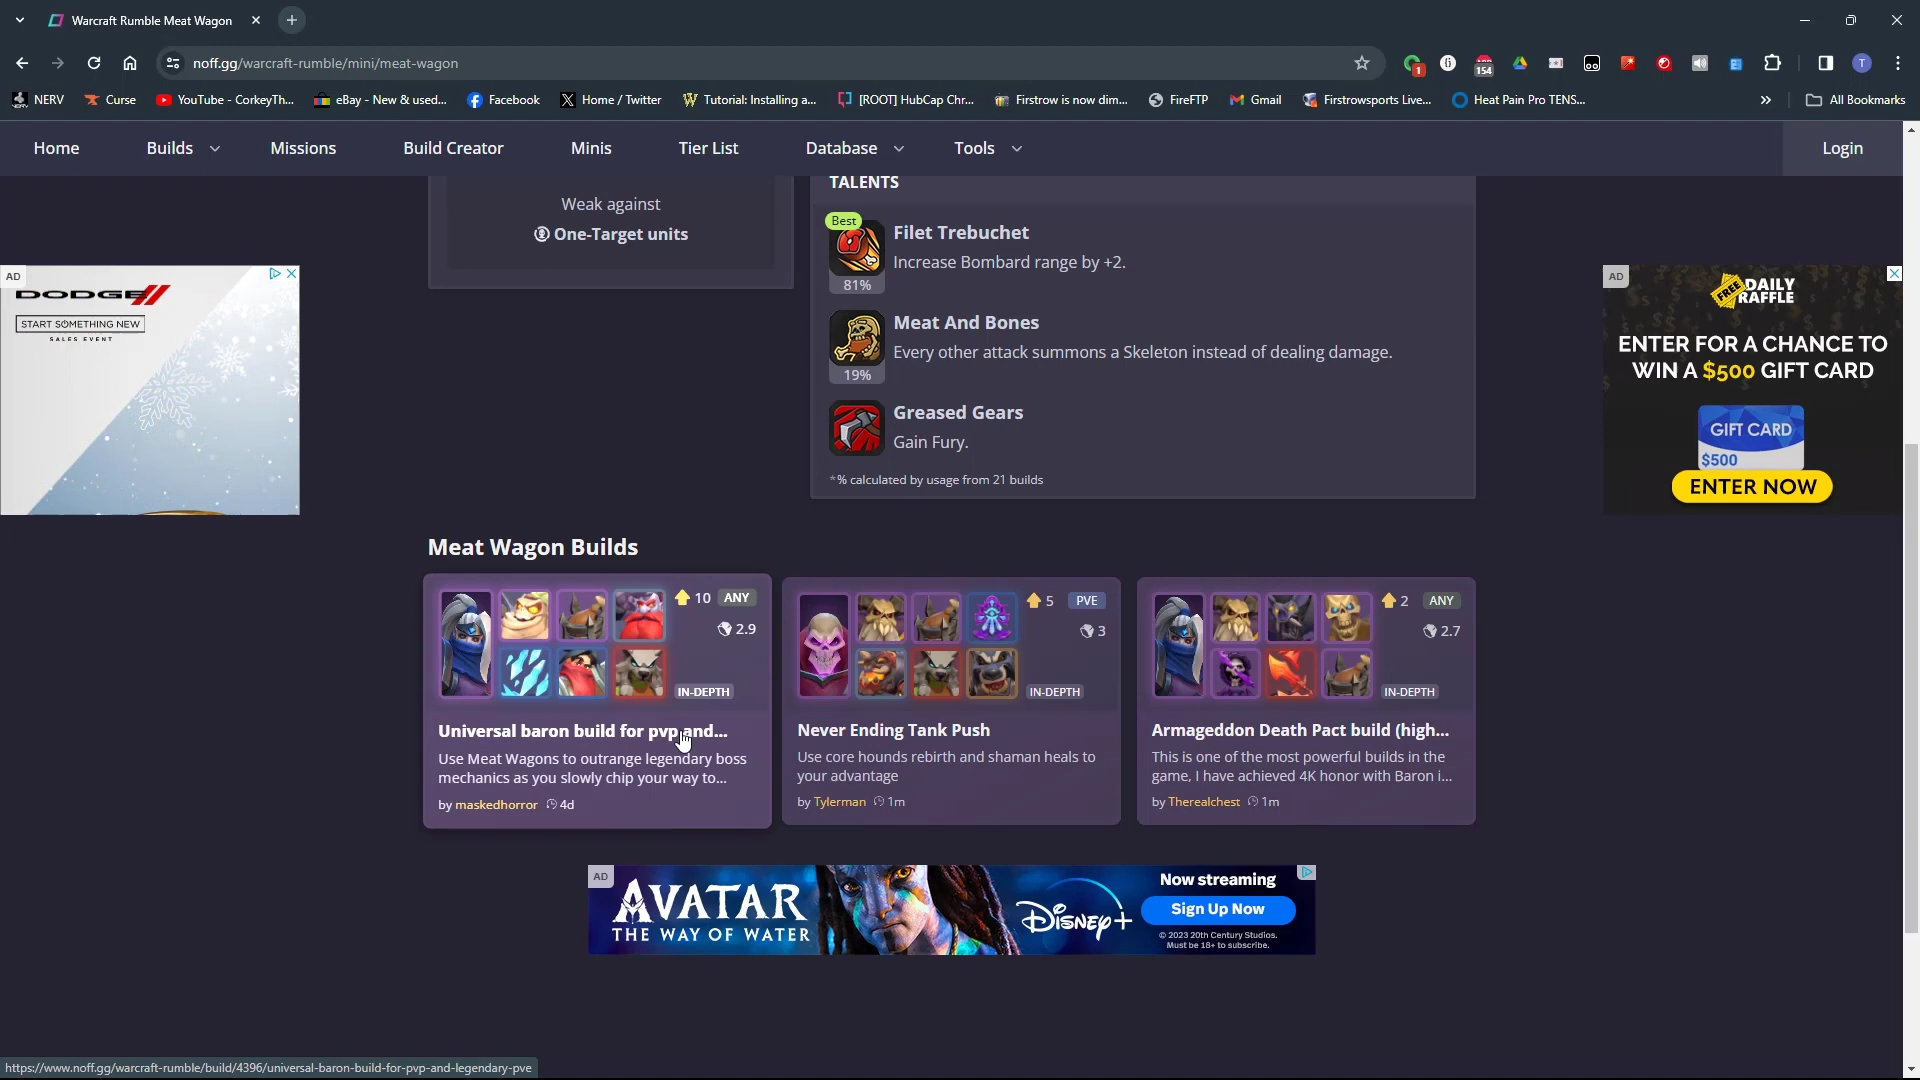 Warcraft Rumble Meat Wagon
noff.gg/warcraft-rumble/mini/meat-wagon
1
154
T
NERV
Curse
YouTube - CorkeyTh...
eBay - New & used...
Facebook
Home / Twitter
Tutorial: Installing a...
[ROOT] HubCap Chr...
Firstrow is now dim...
FireFTP
Gmail
Firstrowsports Live...
Heat Pain Pro TENS...
All Bookmarks
Home
Builds
Missions
Build Creator
Minis
Tier List
Database
Tools
Login
Weak against
One-Target units
TALENTS
Best
Filet Trebuchet
Increase Bombard range by +2.
81%
Meat And Bones
Every other attack summons a Skeleton instead of dealing damage.
19%
Greased Gears
Gain Fury.
*% calculated by usage from 21 builds
AD
DODGE
START SOMETHING NEW
SALES EVENT
AD
FREE
DAILY
RAFFLE
ENTER FOR A CHANCE TO
WIN A $500 GIFT CARD
GIFT CARD
$500
ENTER NOW
Meat Wagon Builds
10
ANY
2.9
IN-DEPTH
Universal baron build for pvp and...
Use Meat Wagons to outrange legendary boss
mechanics as you slowly chip your way to...
by maskedhorror 4d
5
PVE
3
IN-DEPTH
Never Ending Tank Push
Use core hounds rebirth and shaman heals to
your advantage
by Tylerman 1m
2
ANY
2.7
IN-DEPTH
Armageddon Death Pact build (high...
This is one of the most powerful builds in the
game, I have achieved 4K honor with Baron i...
by Therealchest 1m
AD
AVATAR
THE WAY OF WATER
Disney+
Now streaming
Sign Up Now
© 2023 20th Century Studios.
Must be 18+ to subscribe.
https://www.noff.gg/warcraft-rumble/build/4396/universal-baron-build-for-pvp-and-legendary-pve